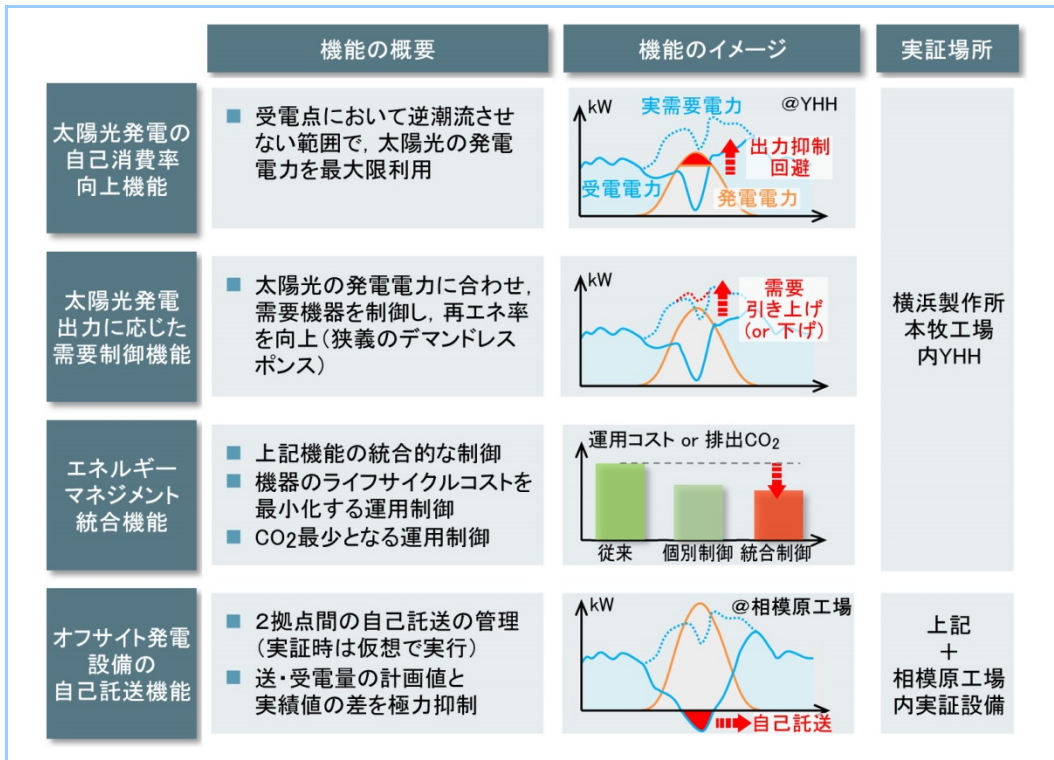 機能の概要
機能のイメージ
実証場所
太陽光発電の
自己消費率
向上機能
■ 受電点において逆潮流させ
ない範囲で，太陽光の発電
電力を最大限利用
kW
実需要電力
@YHH
出力抑制
回避
受電電力
発電電力
太陽光発電
出力に応じた
需要制御機能
■ 太陽光の発電電力に合わせ，
需要機器を制御し，再エネ率
を向上（狭義のデマンドレス
ポンス）
kW
需要
引き上げ
(or 下げ)
横浜製作所
本牧工場
内YHH
エネルギー
マネジメント
統合機能
■ 上記機能の統合的な制御
■ 機器のライフサイクルコストを
最小化する運用制御
■ CO₂最少となる運用制御
運用コスト or 排出CO₂
従来
個別制御
統合制御
オフサイト発電
設備の
自己託送機能
■ 2拠点間の自己託送の管理
（実証時は仮想で実行）
■ 送・受電量の計画値と
実績値の差を極力抑制
kW
@相模原工場
自己託送
上記
＋
相模原工場
内実証設備